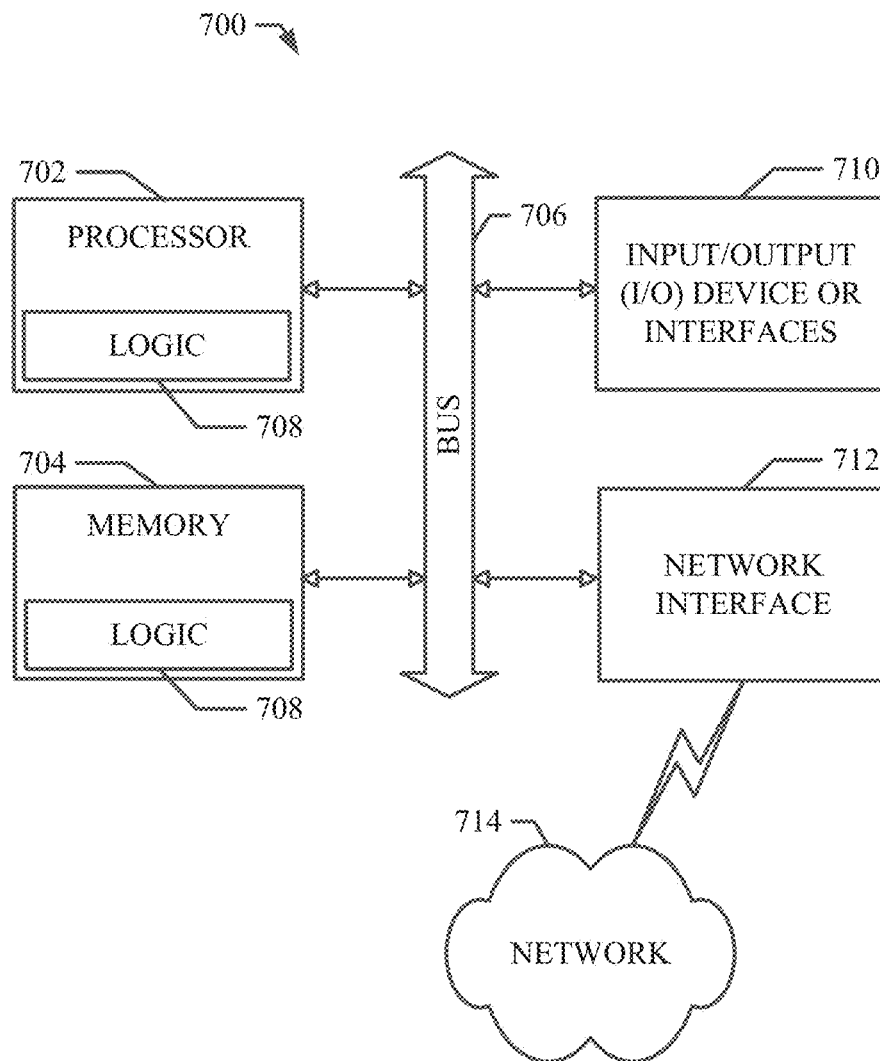 700
702
PROCESSOR
LOGIC
708
704
MEMORY
LOGIC
708
706
BUS
710
INPUT/OUTPUT
(I/O) DEVICE OR
INTERFACES
712
NETWORK
INTERFACE
714
NETWORK